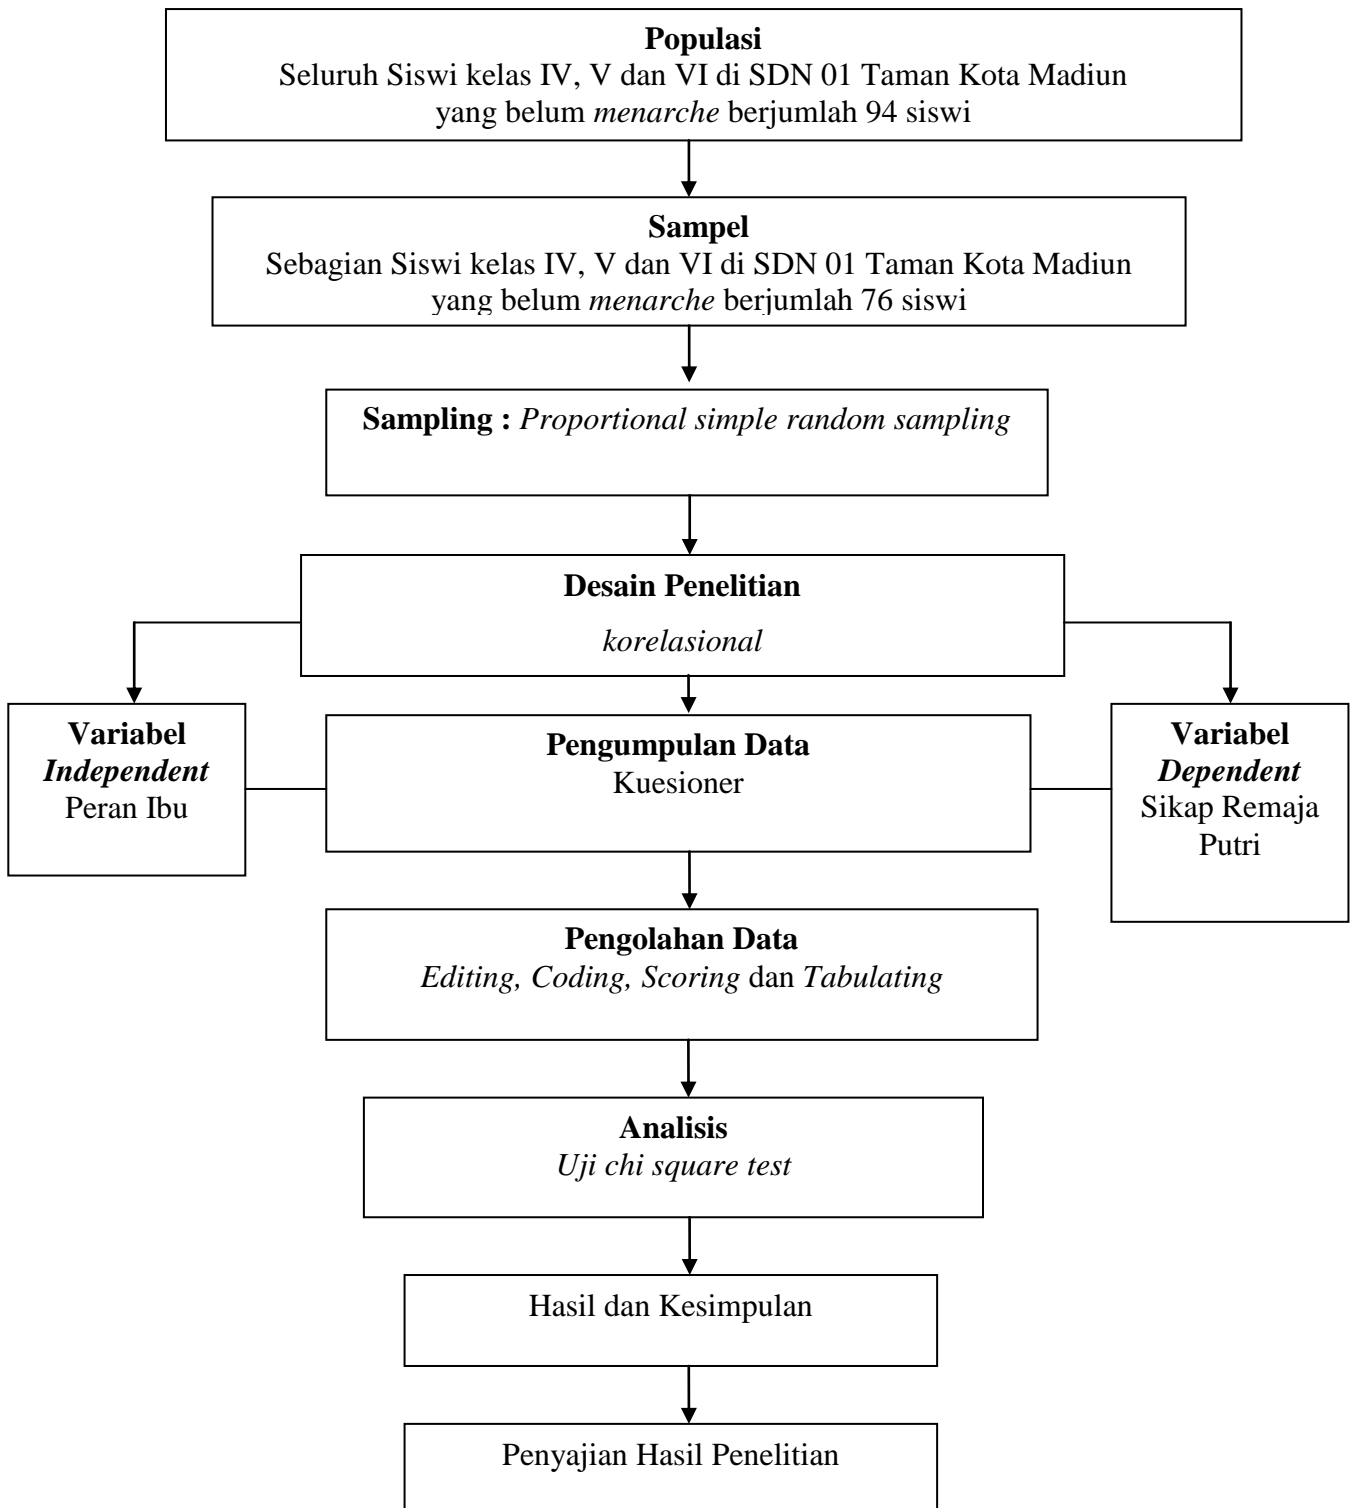 Populasi
Seluruh Siswi kelas IV, V dan VI di SDN 01 Taman Kota Madiun
yang belum menarche berjumlah 94 siswi
Sampel
Sebagian Siswi kelas IV, V dan VI di SDN 01 Taman Kota Madiun
yang belum menarche berjumlah 76 siswi
Sampling : Proportional simple random sampling
Desain Penelitian
korelasional
Variabel
Independent
Peran Ibu
Pengumpulan Data
Kuesioner
Variabel
Dependent
Sikap Remaja
Putri
Pengolahan Data
Editing, Coding, Scoring dan Tabulating
Analisis
Uji chi square test
Hasil dan Kesimpulan
Penyajian Hasil Penelitian